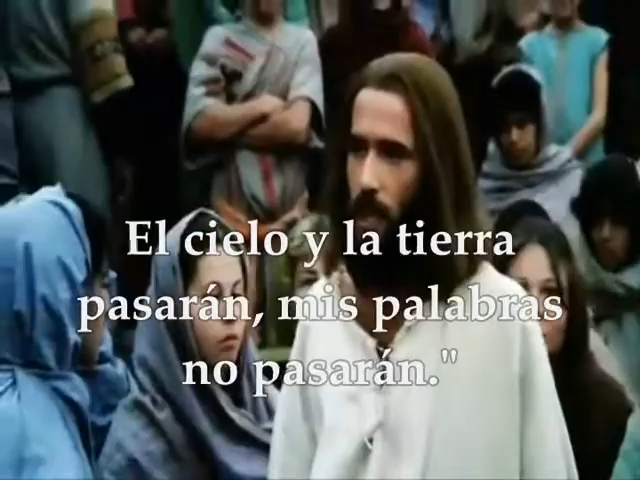 El cielo y la tierra
pasarán, mis palabras
no pasarán."